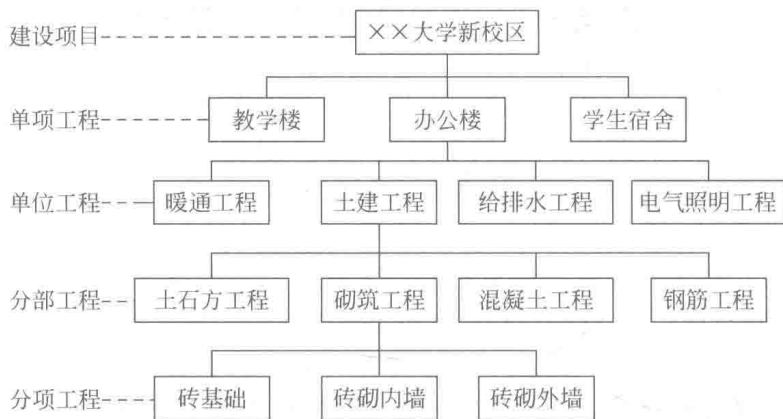 建设项目 ××大学新校区
单项工程 教学楼 办公楼 学生宿舍
单位工程 暖通工程 土建工程 给排水工程 电气照明工程
分部工程 土石方工程 砌筑工程 混凝土工程 钢筋工程
分项工程 砖基础 砖砌内墙 砖砌外墙